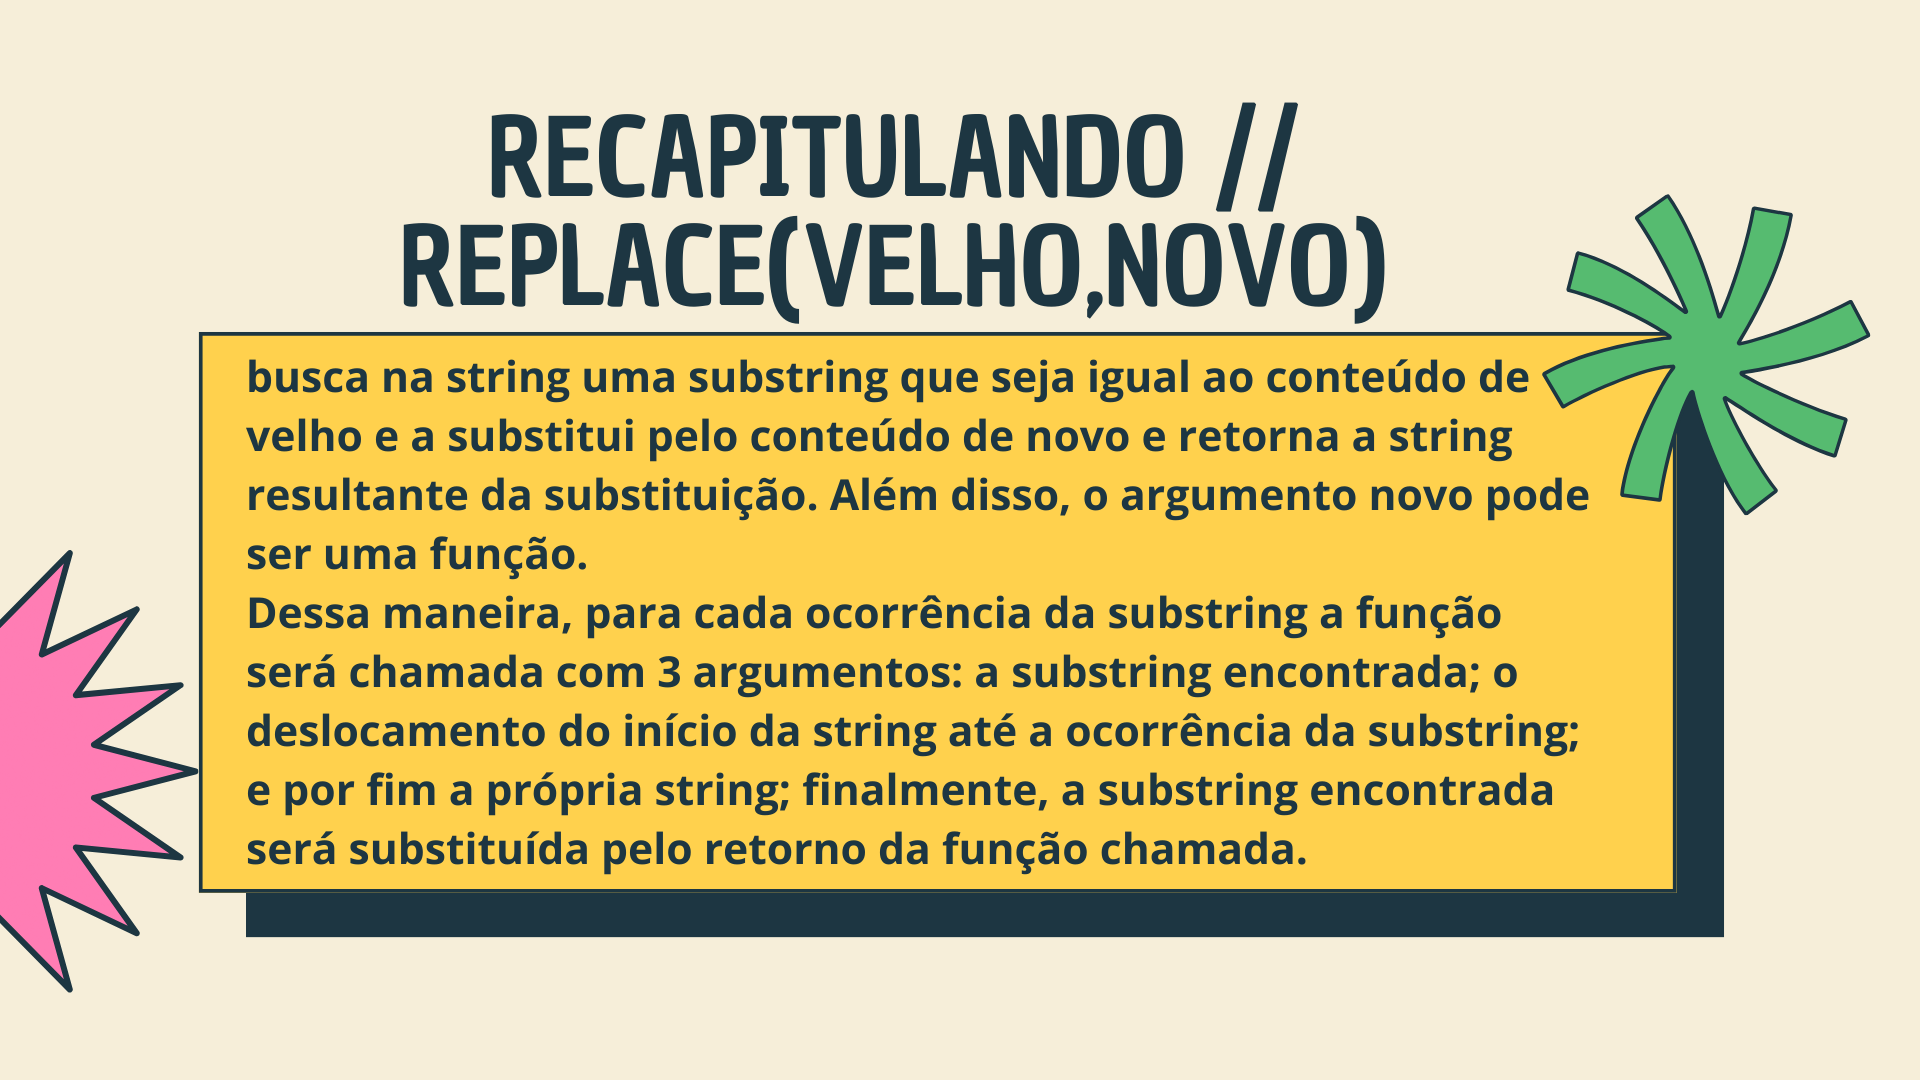 RECAPITULANDO //
REPLACE(VELHO,NOVO)
busca na string uma substring que seja igual ao conteúdo de
velho e a substitui pelo conteúdo de novo e retorna a string
resultante da substituição. Além disso, o argumento novo pode
ser uma função.
Dessa maneira, para cada ocorrência da substring a função
será chamada com 3 argumentos: a substring encontrada; o
deslocamento do início da string até a ocorrência da substring;
e por fim a própria string; finalmente, a substring encontrada
será substituída pelo retorno da função chamada.